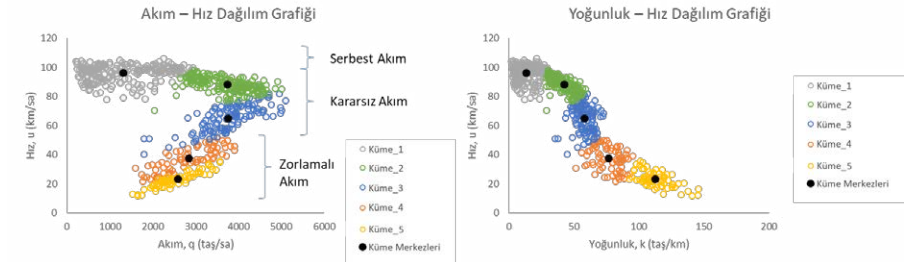 Akım – Hız Dağılım Grafiği
Hız, u (km/sa)
120
100
80
60
40
20
0
0 1000 2000 3000 4000 5000 6000
Akım, q (taş/sa)
Serbest Akım
Kararsız Akım
Zorlamalı
Akım
Küme_1
Küme_2
Küme_3
Küme_4
Küme_5
Küme Merkezleri
Yoğunluk – Hız Dağılım Grafiği
Hız, u (km/sa)
120
100
80
60
40
20
0
0 50 100 150 200
Yoğunluk, k (taş/km)
Küme_1
Küme_2
Küme_3
Küme_4
Küme_5
Küme Merkezleri